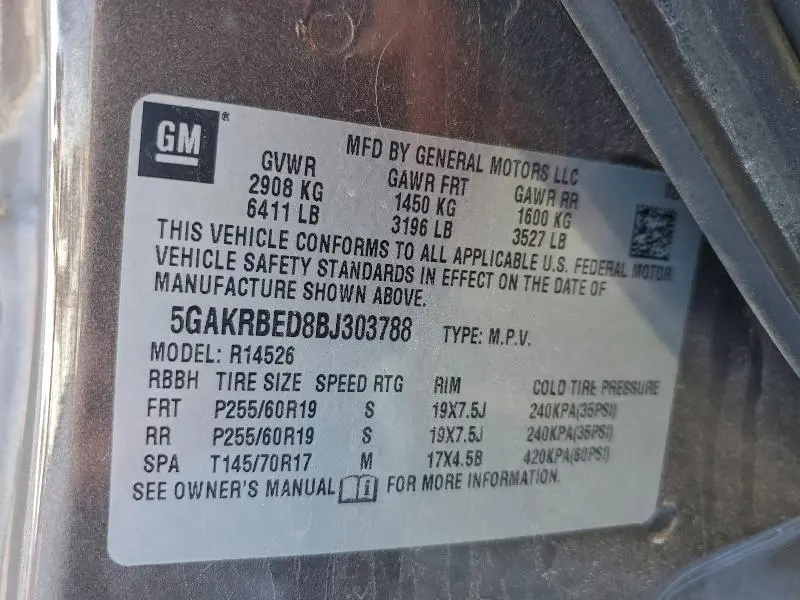 GM ®
MFD BY GENERAL MOTORS LLC
GVWR GAWR FRT GAWR RR
2908 KG 1450 KG 1600 KG
6411 LB 3196 LB 3527 LB
THIS VEHICLE CONFORMS TO ALL APPLICABLE U.S. FEDERAL MOTOR
VEHICLE SAFETY STANDARDS IN EFFECT ON THE DATE OF
MANUFACTURE SHOWN ABOVE.
5GAKRBED8BJ303788 TYPE: M.P.V.
MODEL: R14526
RBBH TIRE SIZE SPEED RTG RIM COLD TIRE PRESSURE
FRT P255/60R19 S 19X7.5J 240KPA(35PSI)
RR P255/60R19 S 19X7.5J 240KPA(35PSI)
SPA T145/70R17 M 17X4.5B 420KPA(60PSI)
SEE OWNER'S MANUAL i FOR MORE INFORMATION.